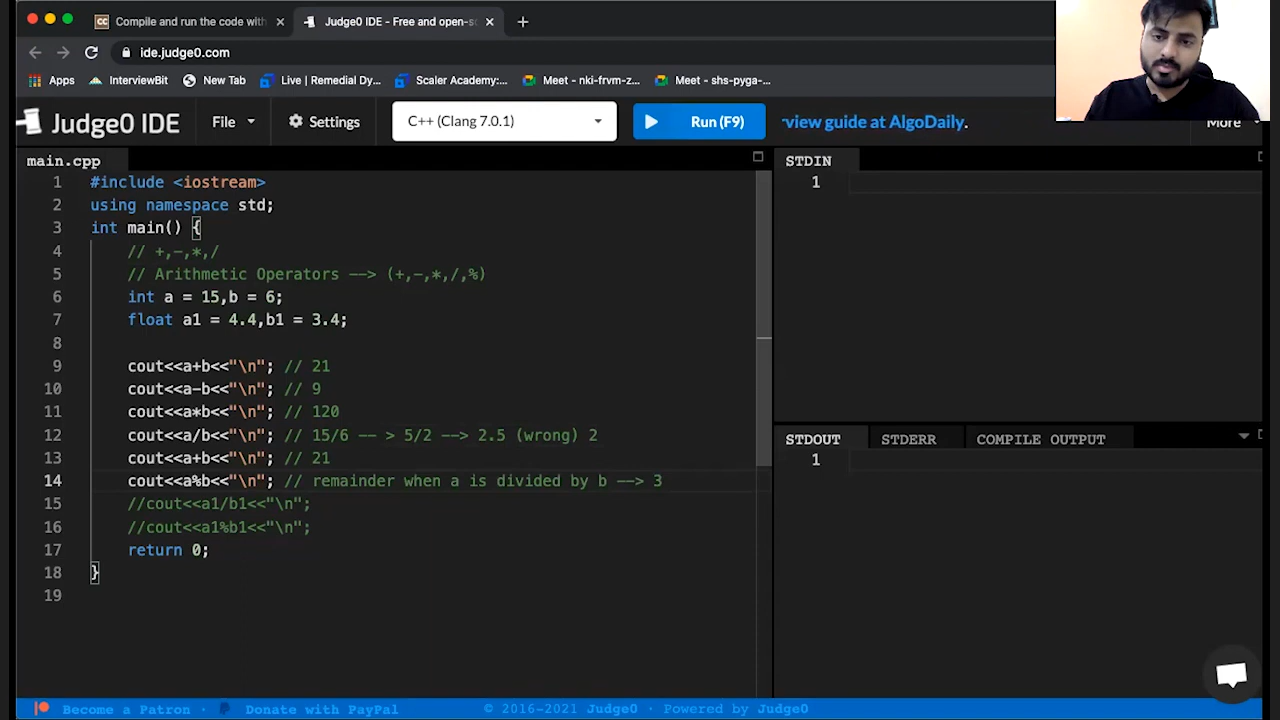 Compile and run the code with
Judge0 IDE - Free and open-so
ide.judge0.com
Apps
InterviewBit
New Tab
Live | Remedial Dy...
Scaler Academy:...
Meet - nki-frvm-z...
Meet - shs-pyga-...
Judge0 IDE
File
Settings
C++ (Clang 7.0.1)
Run (F9)
view guide at AlgoDaily.
More
main.cpp
1 #include <iostream>
2 using namespace std;
3 int main() {
4 // +,-,*,/
5 // Arithmetic Operators --> (+,-,*,/,%)
6 int a = 15,b = 6;
7 float a1 = 4.4,b1 = 3.4;
8
9 cout<<a+b<<"\n"; // 21
10 cout<<a-b<<"\n"; // 9
11 cout<<a*b<<"\n"; // 120
12 cout<<a/b<<"\n"; // 15/6 -- > 5/2 --> 2.5 (wrong) 2
13 cout<<a+b<<"\n"; // 21
14 cout<<a%b<<"\n"; // remainder when a is divided by b --> 3
15 //cout<<a1/b1<<"\n";
16 //cout<<a1%b1<<"\n";
17 return 0;
18 }
19
STDIN
1
STDOUT STDERR COMPILE OUTPUT
1
Become a Patron · Donate with PayPal © 2016-2021 Judge0 · Powered by Judge0